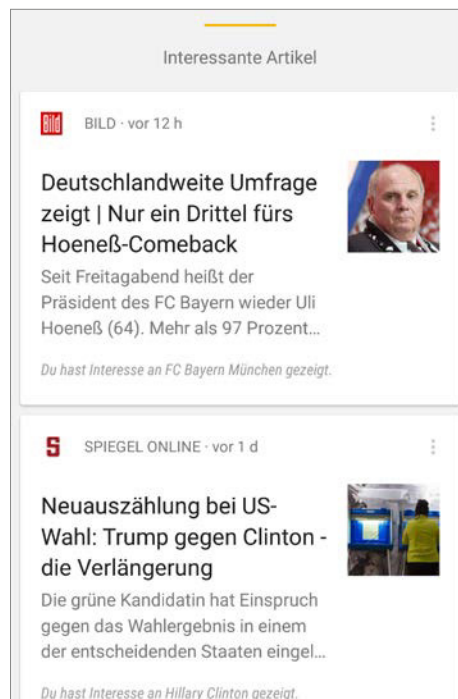 Interessante Artikel
Bild
BILD · vor 12 h
Deutschlandweite Umfrage
zeigt | Nur ein Drittel fürs
Hoeneß-Comeback
Seit Freitagabend heißt der
Präsident des FC Bayern wieder Uli
Hoeneß (64). Mehr als 97 Prozent...
Du hast Interesse an FC Bayern München gezeigt.
S
SPIEGEL ONLINE · vor 1 d
Neuauszählung bei US-
Wahl: Trump gegen Clinton -
die Verlängerung
Die grüne Kandidatin hat Einspruch
gegen das Wahlergebnis in einem
der entscheidenden Staaten eingel...
Du hast Interesse an Hillary Clinton gezeigt.